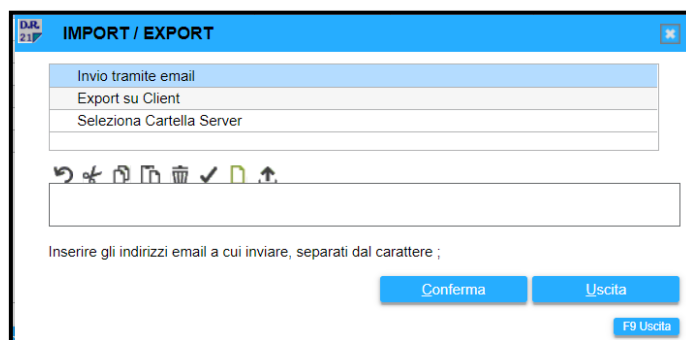 D.R.
21
IMPORT / EXPORT
Invio tramite email
Export su Client
Seleziona Cartella Server
Inserire gli indirizzi email a cui inviare, separati dal carattere ;
Conferma
Uscita
F9 Uscita